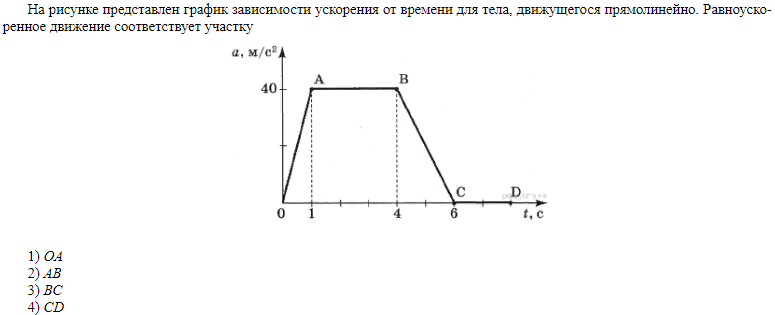 На рисунке представлен график зависимости ускорения от времени для тела, движущегося прямолинейно. Равноуско-
ренное движение соответствует участку
a, м/с²
A B
40
C D
0 1 4 6 t, с
1) OA
2) AB
3) BC
4) CD